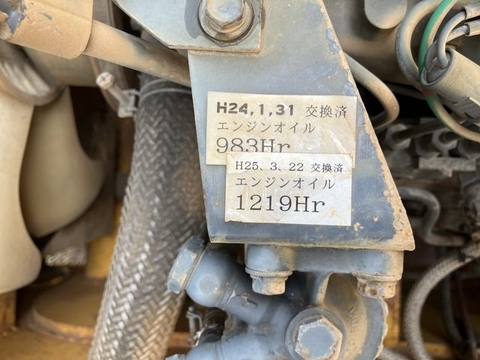 H24,1,31 交換済
エンジンオイル
983Hr
H25、3、22 交換済
エンジンオイル
1219Hr